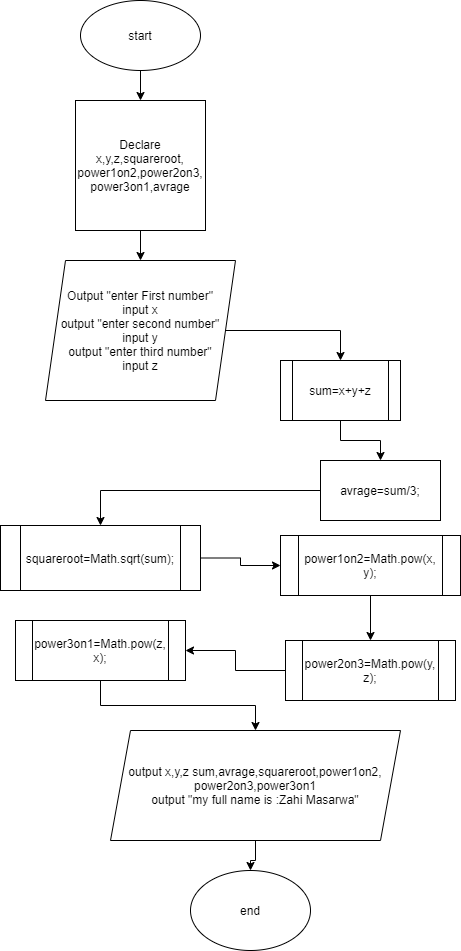 start
Declare
x,y,z,squareroot,
power1on2,power2on3,
power3on1,avrage
Output "enter First number"
input x
output "enter second number"
input y
output "enter third number"
input z
sum=x+y+z
avrage=sum/3;
squareroot=Math.sqrt(sum);
power1on2=Math.pow(x,
y);
power2on3=Math.pow(y,
z);
power3on1=Math.pow(z,
x);
output x,y,z sum,avrage,squareroot,power1on2,
power2on3,power3on1
output "my full name is :Zahi Masarwa"
end